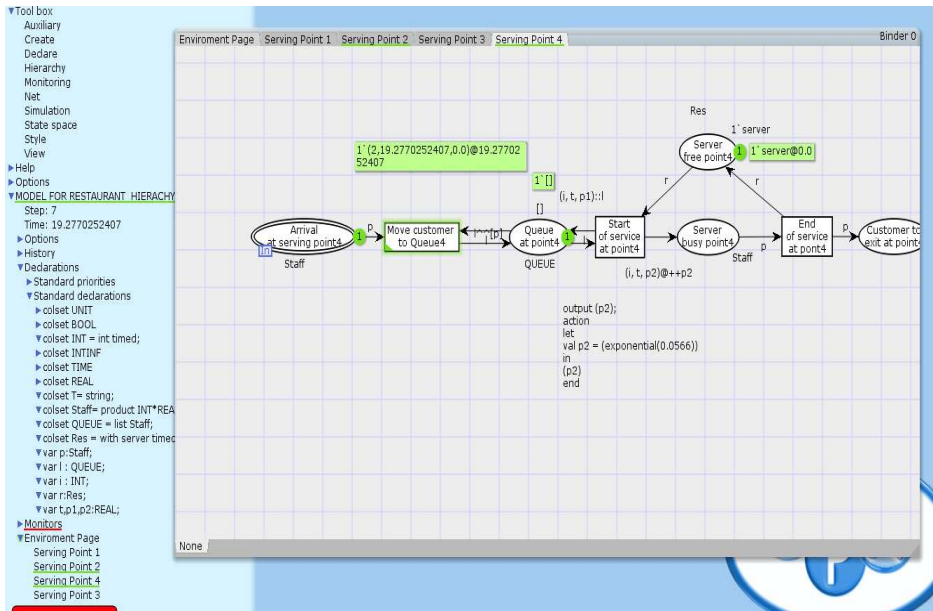 Tool box
Auxiliary
Create
Declare
Hierarchy
Monitoring
Net
Simulation
State space
Style
View
Help
Options
MODEL FOR RESTAURANT HIERACHY
Step: 7
Time: 19.2770252407
Options
History
Declarations
Standard priorities
Standard declarations
colset UNIT
colset BOOL
colset INT = int timed;
colset INTINF
colset TIME
colset REAL
colset T= string;
colset Staff= product INT*REA
colset QUEUE = list Staff;
colset Res = with server timed
var p:Staff;
var l : QUEUE;
var i : INT;
var r:Res;
var t,p1,p2:REAL;
Monitors
Enviroment Page
Serving Point 1
Serving Point 2
Serving Point 4
Serving Point 3
Enviroment Page Serving Point 1 Serving Point 2 Serving Point 3 Serving Point 4
Binder 0
Res
1`server
Server
free point4
1 1`server@0.0
1`(2,19.2770252407,0.0)@19.27702
52407
1`[]
(i, t, p1)::l
[]
r
r
Arrival
at serving point4
In
Staff
1
p
Move customer
to Queue4
l^^[p]
l
Queue
at point4
QUEUE
1
l
Start
of service
at point4
(i, t, p2)@++p2
Server
busy point4
Staff
p
End
of service
at pont4
p
Customer to
exit at point4
output (p2);
action
let
val p2 = (exponential(0.0566))
in
(p2)
end
None